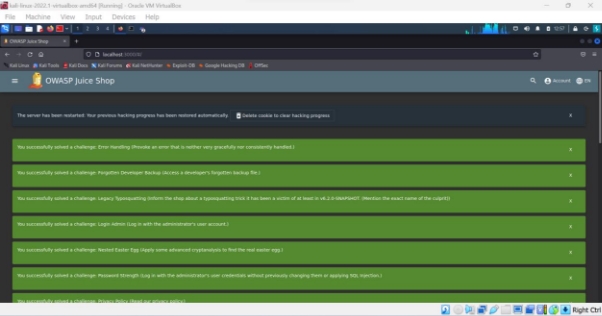 kali-linux-2022.1-virtualbox-amd64 [Running] - Oracle VM VirtualBox
File Machine View Input Devices Help
1 2 3 4
OWASP Juice Shop
localhost
Kali Linux Kali Tools Kali Docs Kali Forums Kali NetHunter Exploit-DB Google Hacking DB OffSec
OWASP Juice Shop Account EN
The server has been restarted: Your previous hacking progress has been restored automatically. Delete cookie to clear hacking progress X
You successfully solved a challenge: Error Handling (Provoke an error that is neither very gracefully nor consistently handled.) X
You successfully solved a challenge: Forgotten Developer Backup (Access a developer's forgotten backup file.) X
You successfully solved a challenge: Legacy Typosquatting (Inform the shop about a typosquatting trick it has been a victim of at least in v6.2.0-SNAPSHOT. (Mention the exact name of the culprit)) X
You successfully solved a challenge: Login Admin (Log in with the administrator's user account.) X
You successfully solved a challenge: Nested Easter Egg (Apply some advanced cryptanalysis to find the real easter egg.) X
You successfully solved a challenge: Password Strength (Log in with the administrator's user credentials without previously changing them or applying SQL Injection.) X
You successfully solved a challenge: Privacy Policy (Read our privacy policy.)
Right Ctrl